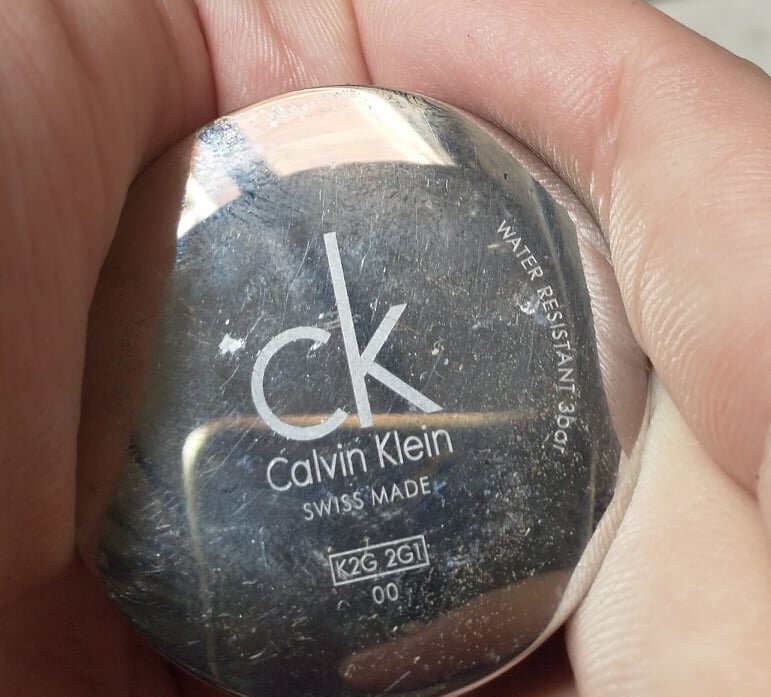 ck
Calvin Klein
SWISS MADE
K2G 2G1
00
WATER RESISTANT 3bar